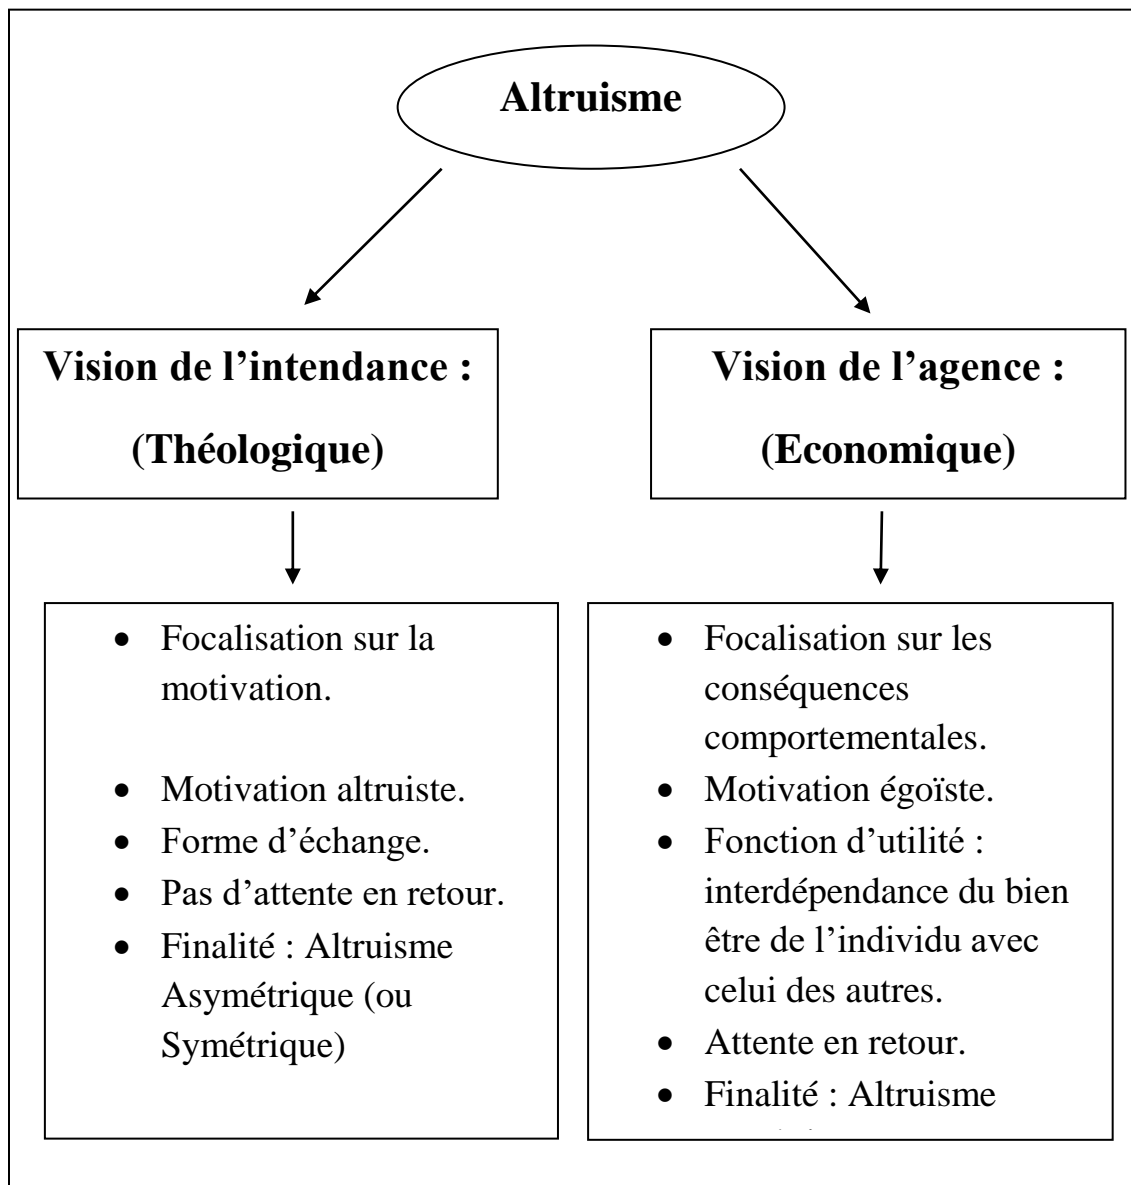 Altruisme
Vision de l’intendance :
(Théologique)
Vision de l’agence :
(Economique)
• Focalisation sur la
motivation.
• Motivation altruiste.
• Forme d’échange.
• Pas d’attente en retour.
• Finalité : Altruisme
Asymétrique (ou
Symétrique)
• Focalisation sur les
conséquences
comportementales.
• Motivation égoïste.
• Fonction d’utilité :
interdépendance du bien
être de l’individu avec
celui des autres.
• Attente en retour.
• Finalité : Altruisme